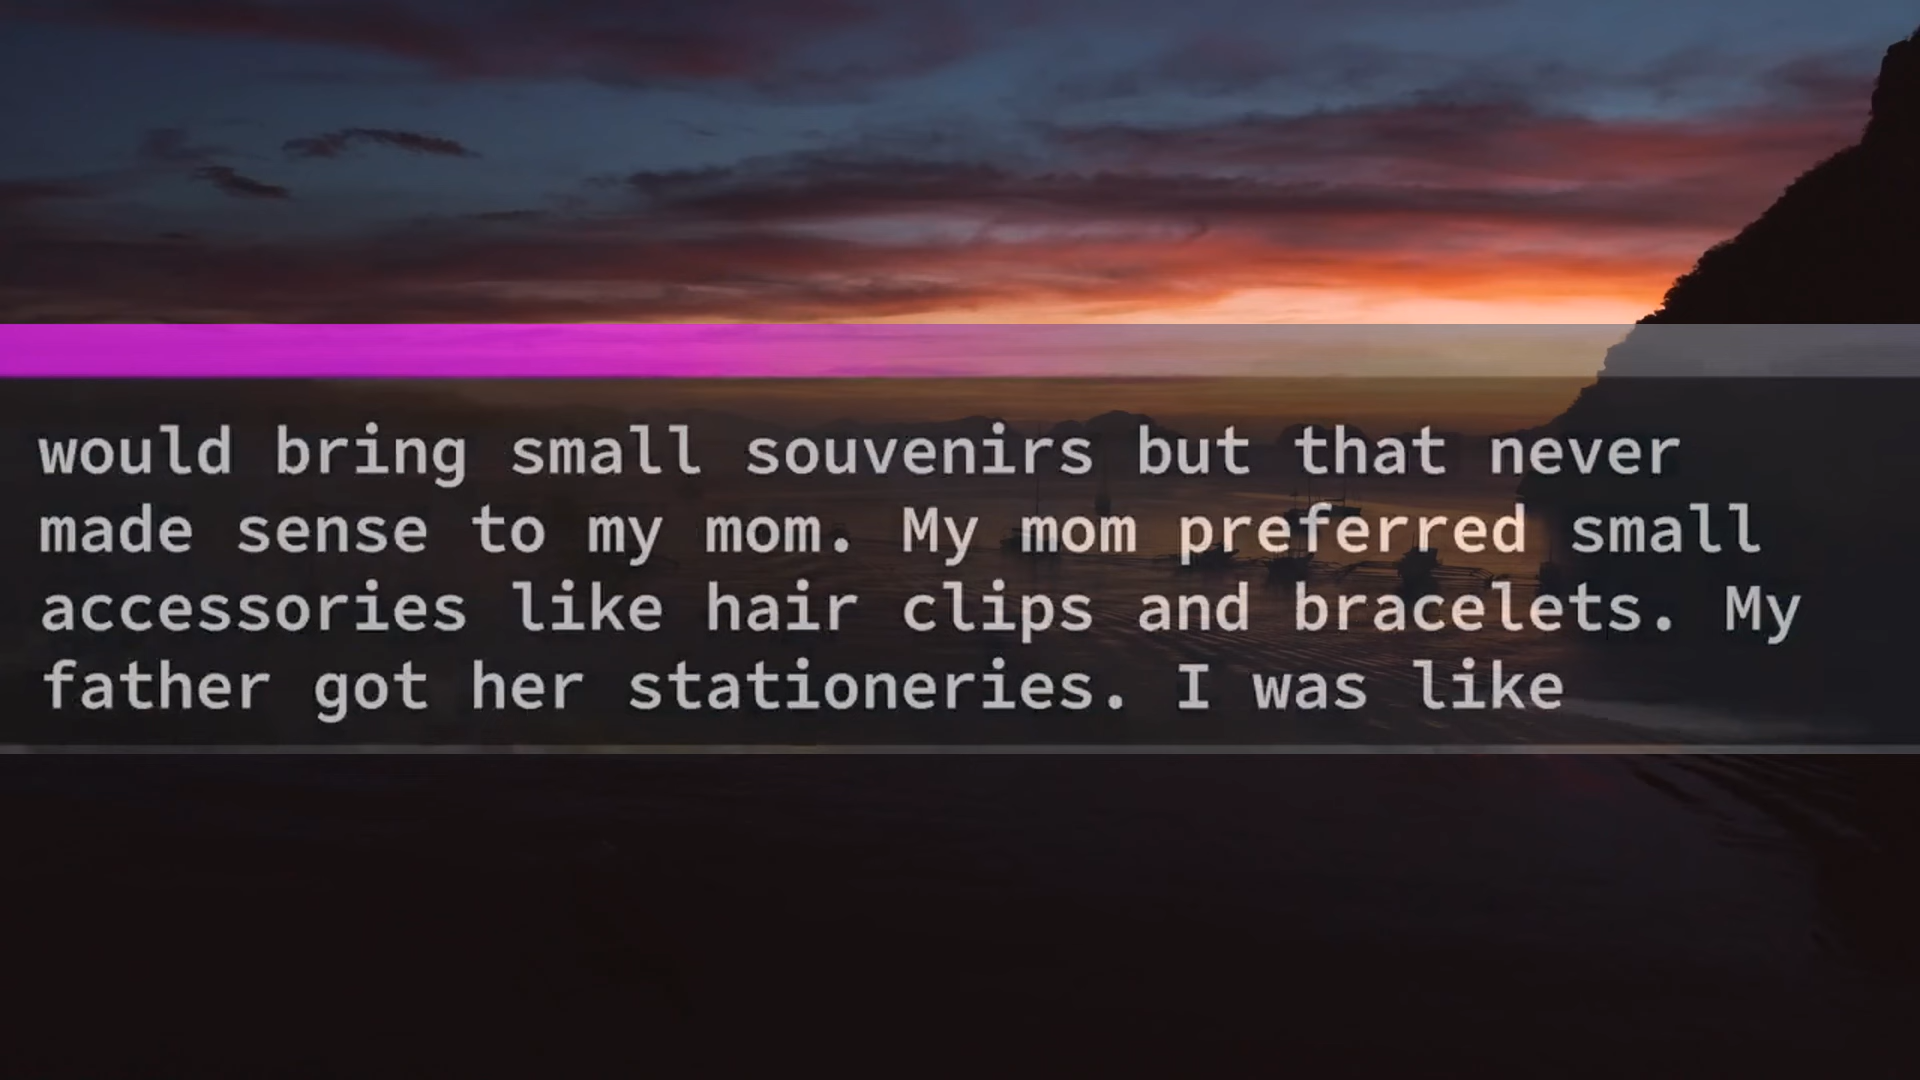 would bring small souvenirs but that never
made sense to my mom. My mom preferred small
accessories like hair clips and bracelets. My
father got her stationeries. I was like